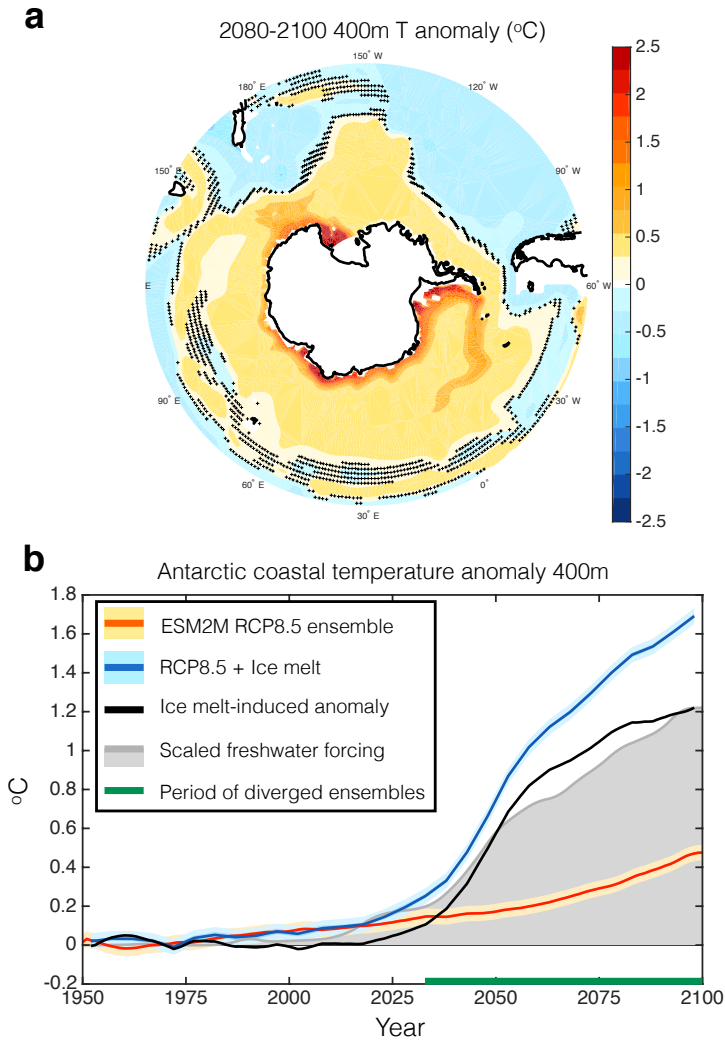 a
2080-2100 400m T anomaly (°C)
150° W
180° E
120° W
150° E
90° W
E
60° W
90° E
30° W
60° E
0°
30° E
2.5
2
1.5
1
0.5
0
-0.5
-1
-1.5
-2
-2.5
b
Antarctic coastal temperature anomaly 400m
1.8
1.6
1.4
1.2
1
0.8
0.6
0.4
0.2
0
-0.2
°C
ESM2M RCP8.5 ensemble
RCP8.5 + Ice melt
Ice melt-induced anomaly
Scaled freshwater forcing
Period of diverged ensembles
1950
1975
2000
2025
2050
2075
2100
Year